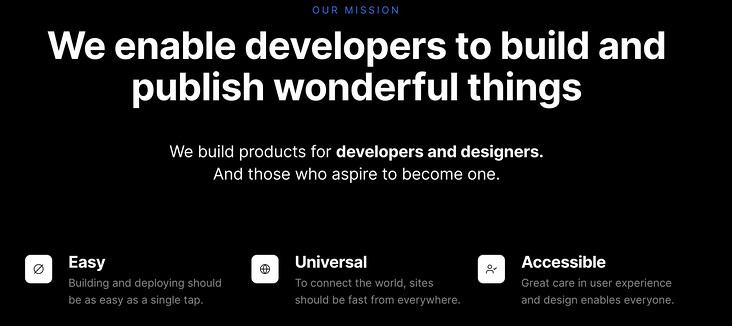 OUR MISSION
We enable developers to build and
publish wonderful things
We build products for developers and designers.
And those who aspire to become one.
Easy
Building and deploying should
be as easy as a single tap.
Universal
To connect the world, sites
should be fast from everywhere.
Accessible
Great care in user experience
and design enables everyone.